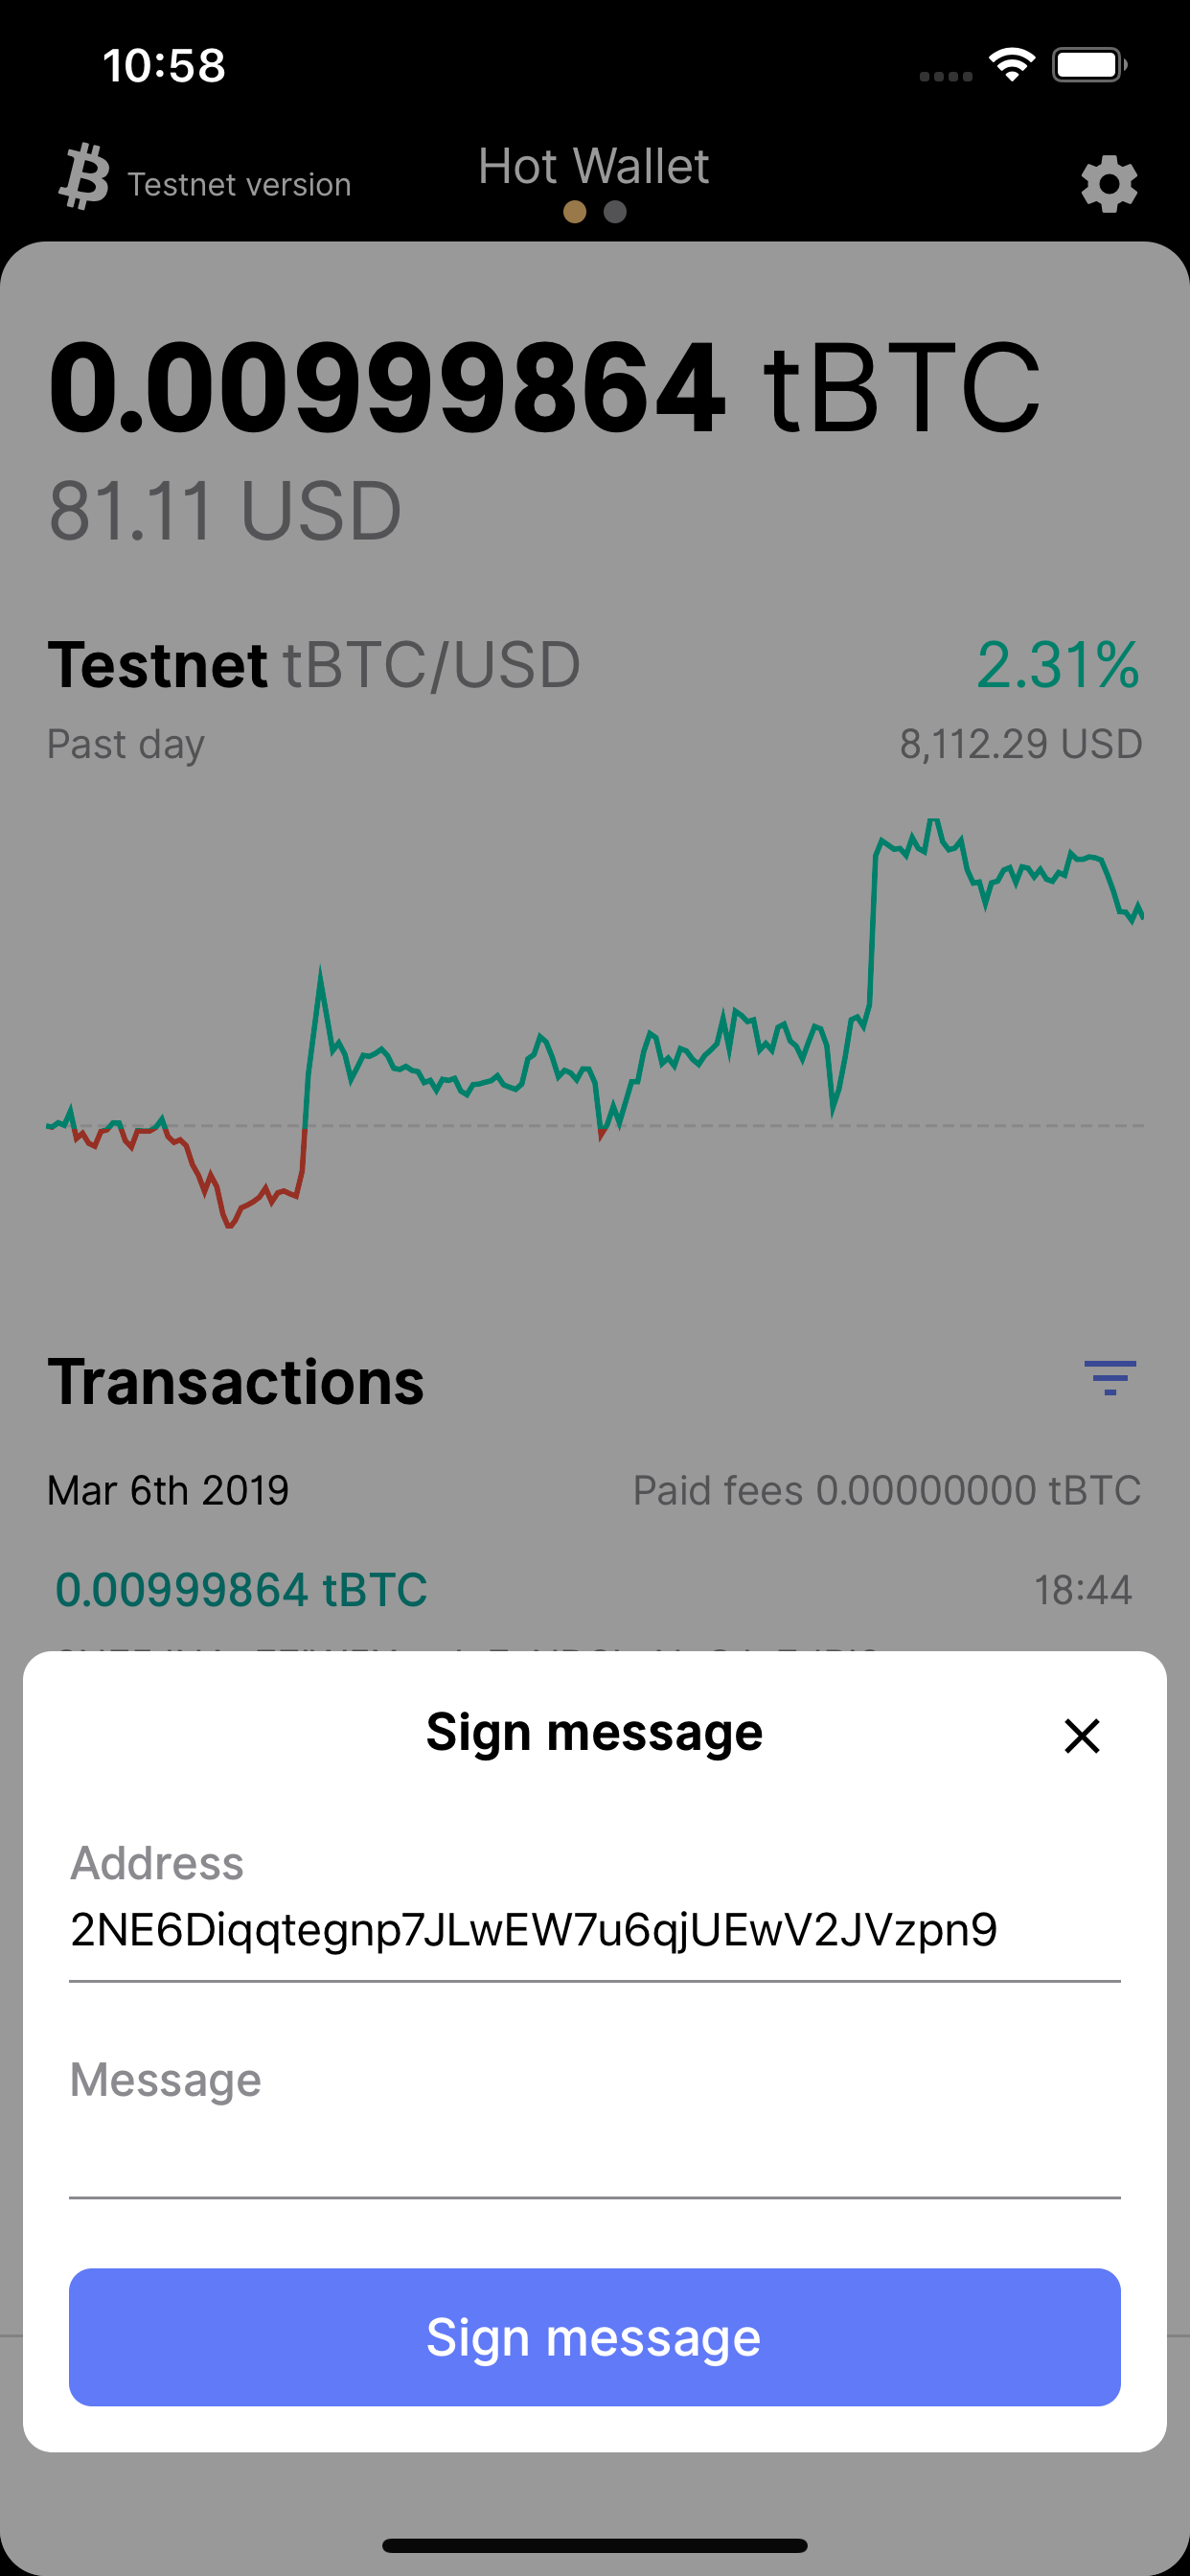 10:58
Testnet version
Hot Wallet
0.00999864 tBTC
81.11 USD
Testnet tBTC/USD 2.31%
Past day 8,112.29 USD
Transactions
Mar 6th 2019 Paid fees 0.00000000 tBTC
0.00999864 tBTC 18:44
Sign message
Address
2NE6Diqqtegnp7JLwEW7u6qjUEwV2JVzpn9
Message
Sign message